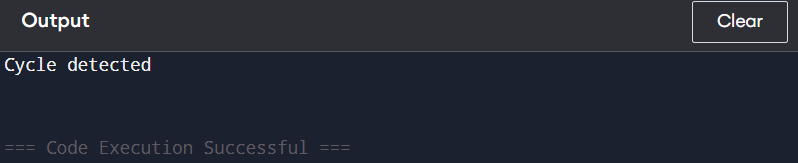 Output
Clear
Cycle detected
=== Code Execution Successful ===